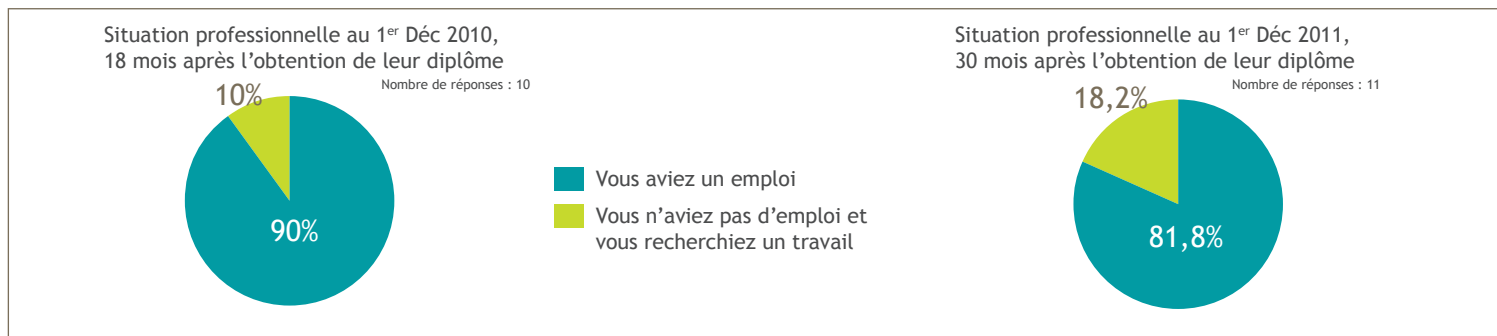 Situation professionnelle au 1er Déc 2010,
18 mois après l’obtention de leur diplôme
Nombre de réponses : 10
10%
90%
Vous aviez un emploi
Vous n’aviez pas d’emploi et
vous recherchiez un travail
Situation professionnelle au 1er Déc 2011,
30 mois après l’obtention de leur diplôme
Nombre de réponses : 11
18,2%
81,8%